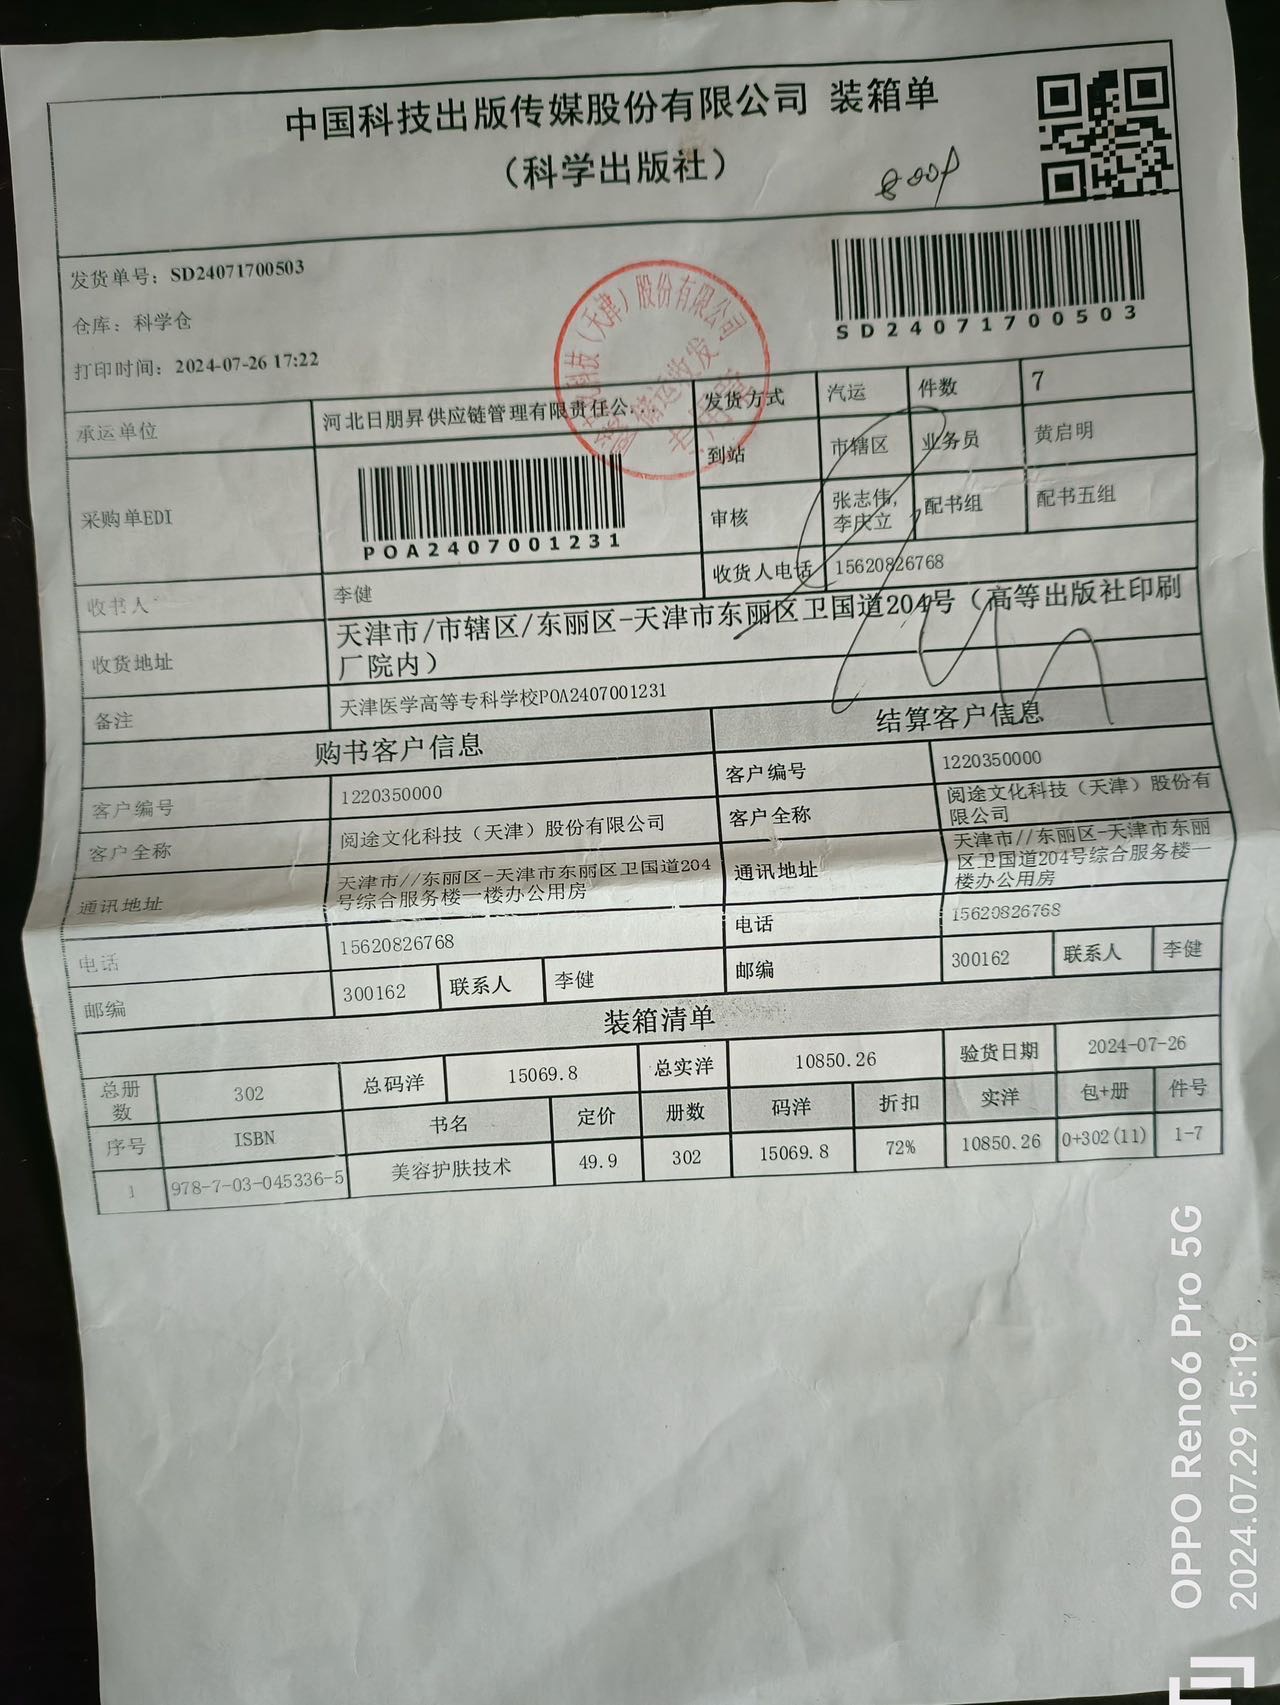 中国科技出版传媒股份有限公司 装箱单
（科学出版社）
发货单号：SD24071700503
仓库：科学仓
打印时间：2024-07-26 17:22
SD24071700503
承运单位 河北日朋昇供应链管理有限责任公... 发货方式 汽运 件数 7
采购单EDI POA2407001231 到站 市辖区 业务员 黄启明
审核 张志伟,李庆立 配书组 配书五组
收书人 李健 收货人电话 15620826768
收货地址 天津市/市辖区/东丽区-天津市东丽区卫国道204号（高等出版社印刷
厂院内）
备注 天津医学高等专科学校POA2407001231
购书客户信息 结算客户信息
客户编号 1220350000 客户编号 1220350000
客户全称 阅途文化科技（天津）股份有限公司 客户全称 阅途文化科技（天津）股份有
限公司
通讯地址 天津市//东丽区-天津市东丽区卫国道204
号综合服务楼一楼办公用房 通讯地址 天津市//东丽区-天津市东丽
区卫国道204号综合服务楼一
楼办公用房
电话 15620826768 电话 15620826768
邮编 300162 联系人 李健 邮编 300162 联系人 李健
装箱清单
总册数 302 总码洋 15069.8 总实洋 10850.26 验货日期 2024-07-26
序号 ISBN 书名 定价 册数 码洋 折扣 实洋 包+册 件号
1 978-7-03-045336-5 美容护肤技术 49.9 302 15069.8 72% 10850.26 0+302(11) 1-7
OPPO Reno6 Pro 5G
2024.07.29 15:19